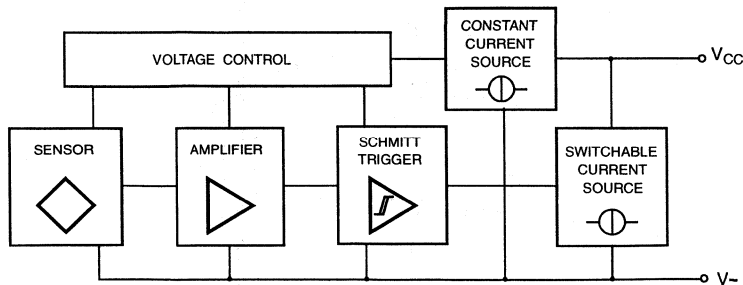 CONSTANT
CURRENT
SOURCE
VOLTAGE CONTROL
VCC
SENSOR
AMPLIFIER
SCHMITT
TRIGGER
SWITCHABLE
CURRENT
SOURCE
V~